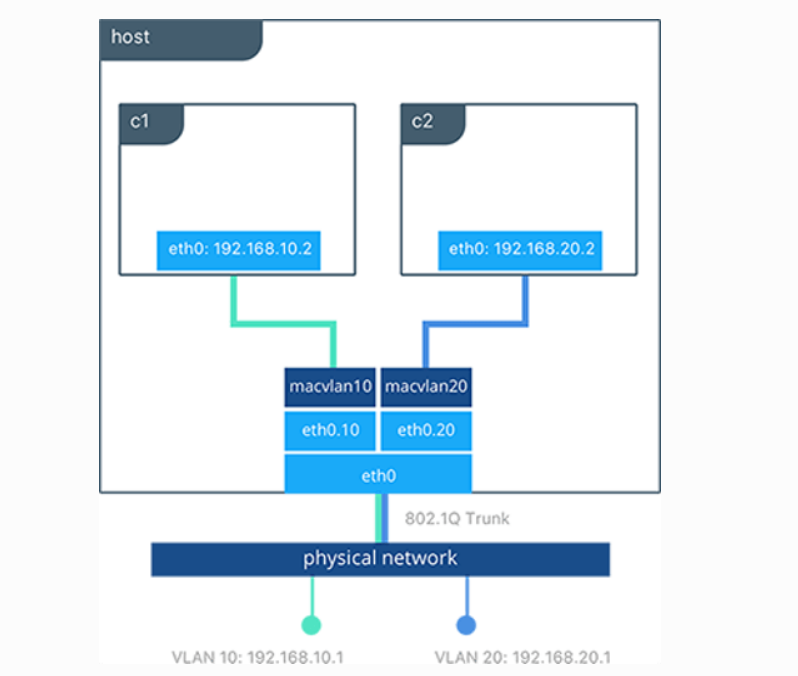 host
c1
c2
eth0: 192.168.10.2
eth0: 192.168.20.2
macvlan10
macvlan20
eth0.10
eth0.20
eth0
802.1Q Trunk
physical network
VLAN 10: 192.168.10.1
VLAN 20: 192.168.20.1